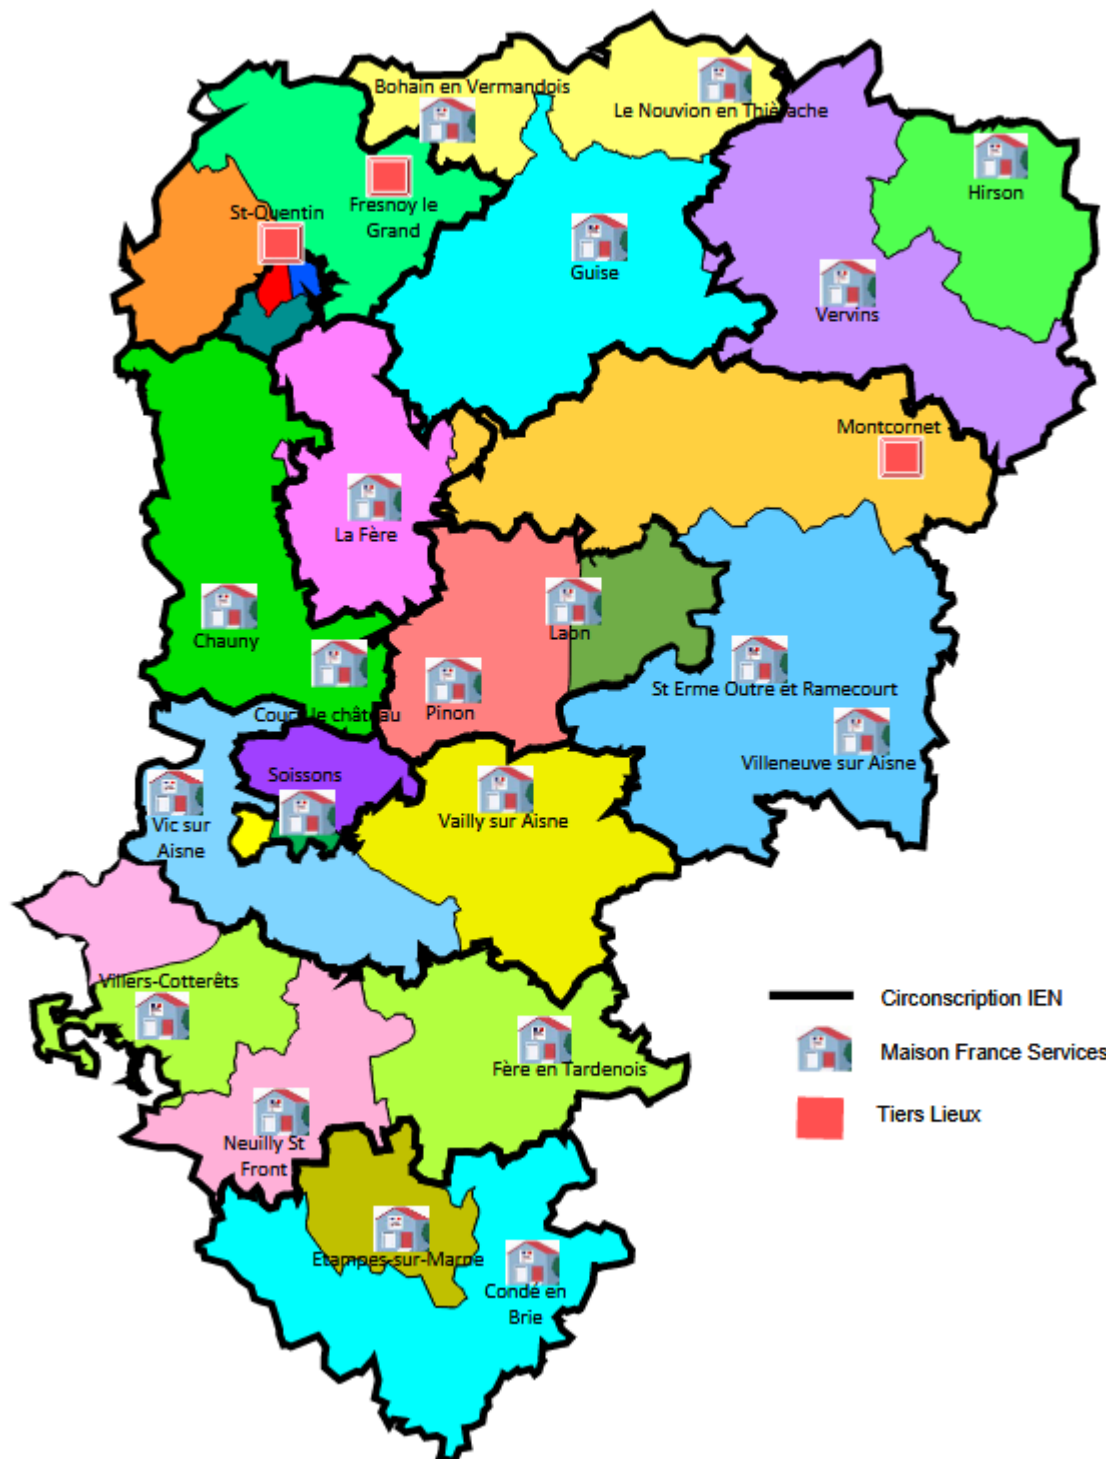 Bohain en Vermandois
Le Nouvion en Thiérache
Hirson
St-Quentin
Fresnoy le
Grand
Guise
Vervins
Montcornet
La Fère
Chauny
Laon
Coucy le château
Pinon
St Erme Outre et Ramecourt
Villeneuve sur Aisne
Soissons
Vic sur
Aisne
Vailly sur Aisne
Villers-Cotterêts
Circonscription IEN
Maison France Services
Fère en Tardenois
Tiers Lieux
Neuilly St
Front
Etampes-sur-Marne
Condé en
Brie